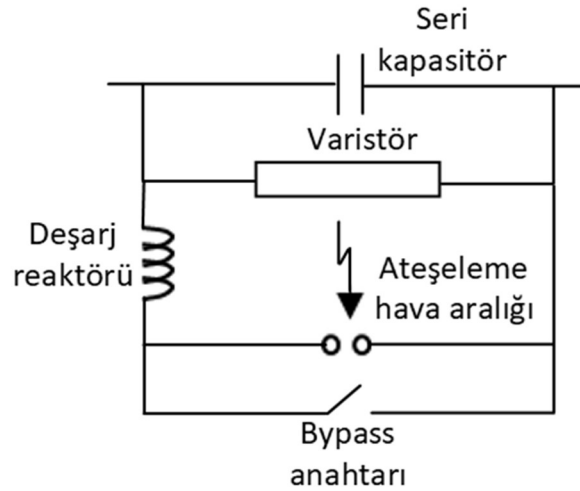 Seri
kapasitör
Varistör
Deşarj
reaktörü
Ateşeleme
hava aralığı
Bypass
anahtarı